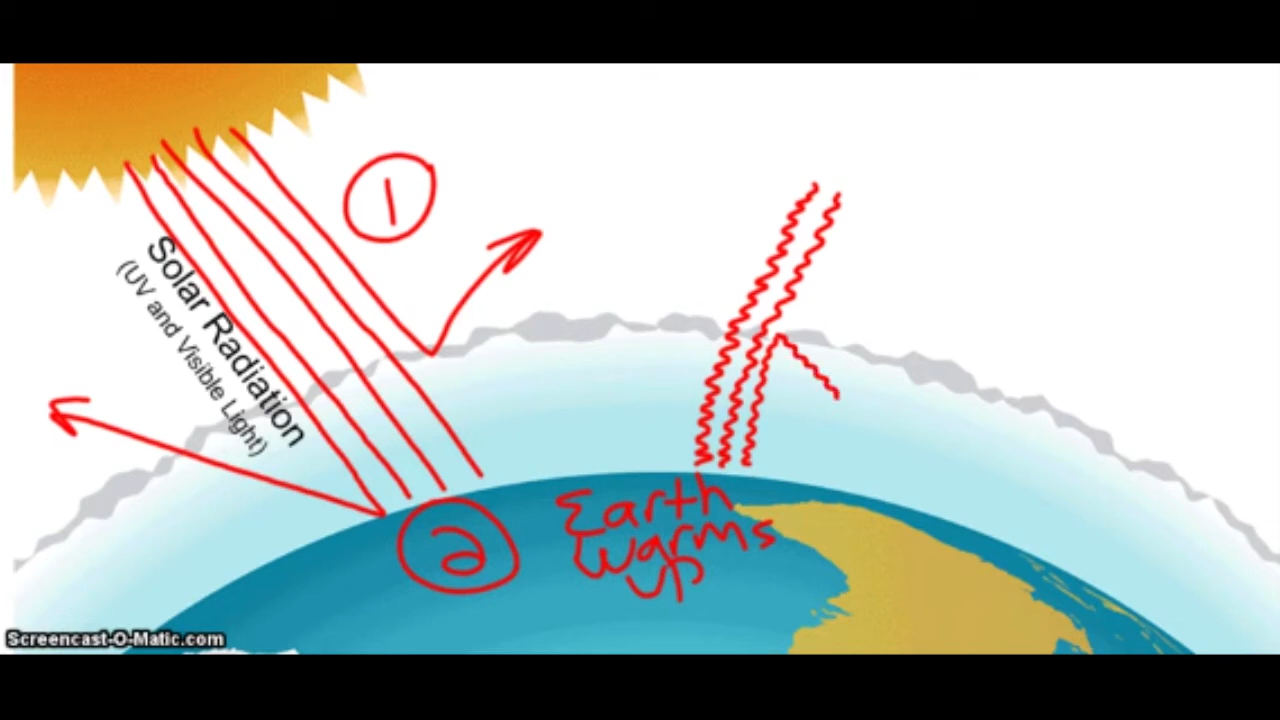 1
Solar Radiation
(UV and Visible Light)
2
Earth
warms
up
Screencast-O-Matic.com